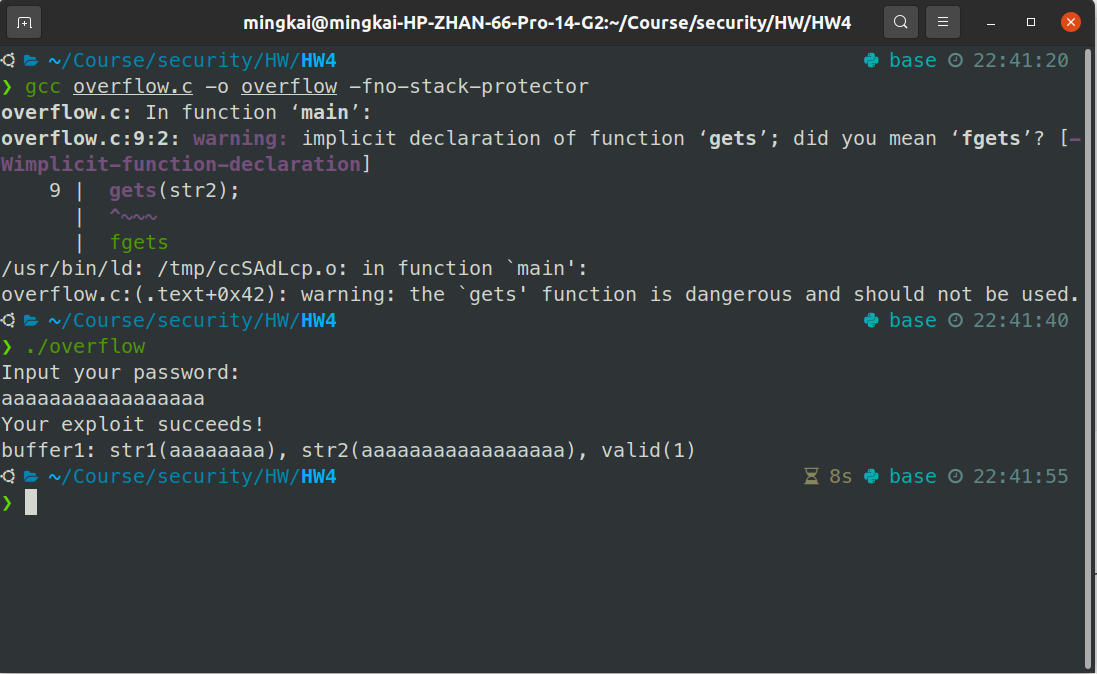 mingkai@mingkai-HP-ZHAN-66-Pro-14-G2:~/Course/security/HW/HW4
~/Course/security/HW/HW4 base 22:41:20
❯ gcc overflow.c -o overflow -fno-stack-protector
overflow.c: In function ‘main’:
overflow.c:9:2: warning: implicit declaration of function ‘gets’; did you mean ‘fgets’? [-
Wimplicit-function-declaration]
9 | gets(str2);
| ^~~~
| fgets
/usr/bin/ld: /tmp/ccSAdLcp.o: in function `main':
overflow.c:(.text+0x42): warning: the `gets' function is dangerous and should not be used.
~/Course/security/HW/HW4 base 22:41:40
❯ ./overflow
Input your password:
aaaaaaaaaaaaaaaaa
Your exploit succeeds!
buffer1: str1(aaaaaaaa), str2(aaaaaaaaaaaaaaaaa), valid(1)
~/Course/security/HW/HW4 8s base 22:41:55
❯